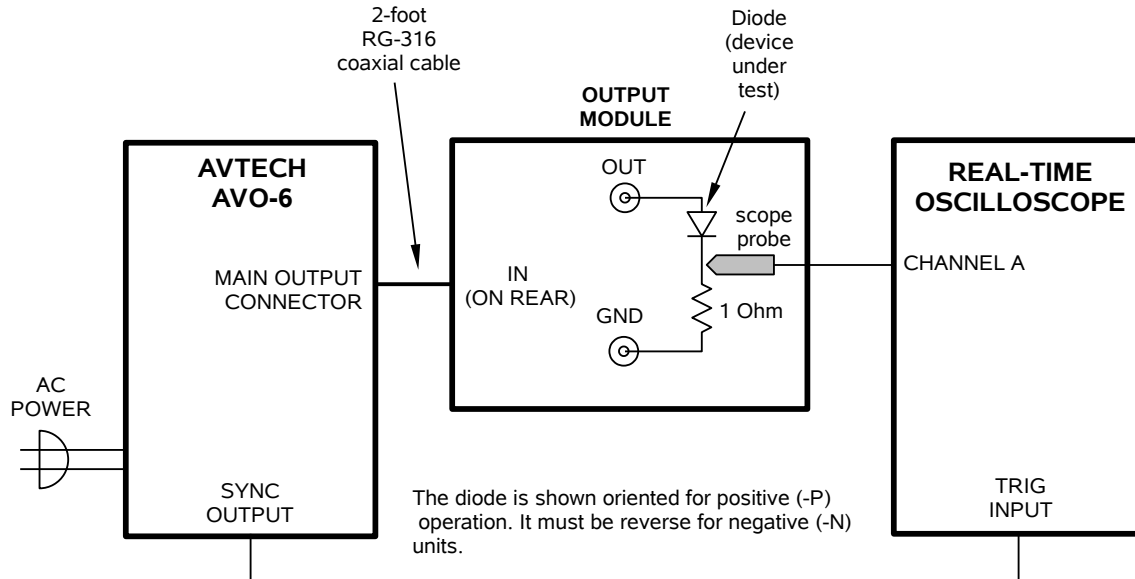 2-foot
RG-316
coaxial cable
Diode
(device
under
test)
OUTPUT
MODULE
AVTECH
AVO-6
OUT
REAL-TIME
OSCILLOSCOPE
scope
probe
MAIN OUTPUT
CONNECTOR
IN
(ON REAR)
CHANNEL A
GND
1 Ohm
AC
POWER
SYNC
OUTPUT
The diode is shown oriented for positive (-P)
operation. It must be reverse for negative (-N)
units.
TRIG
INPUT